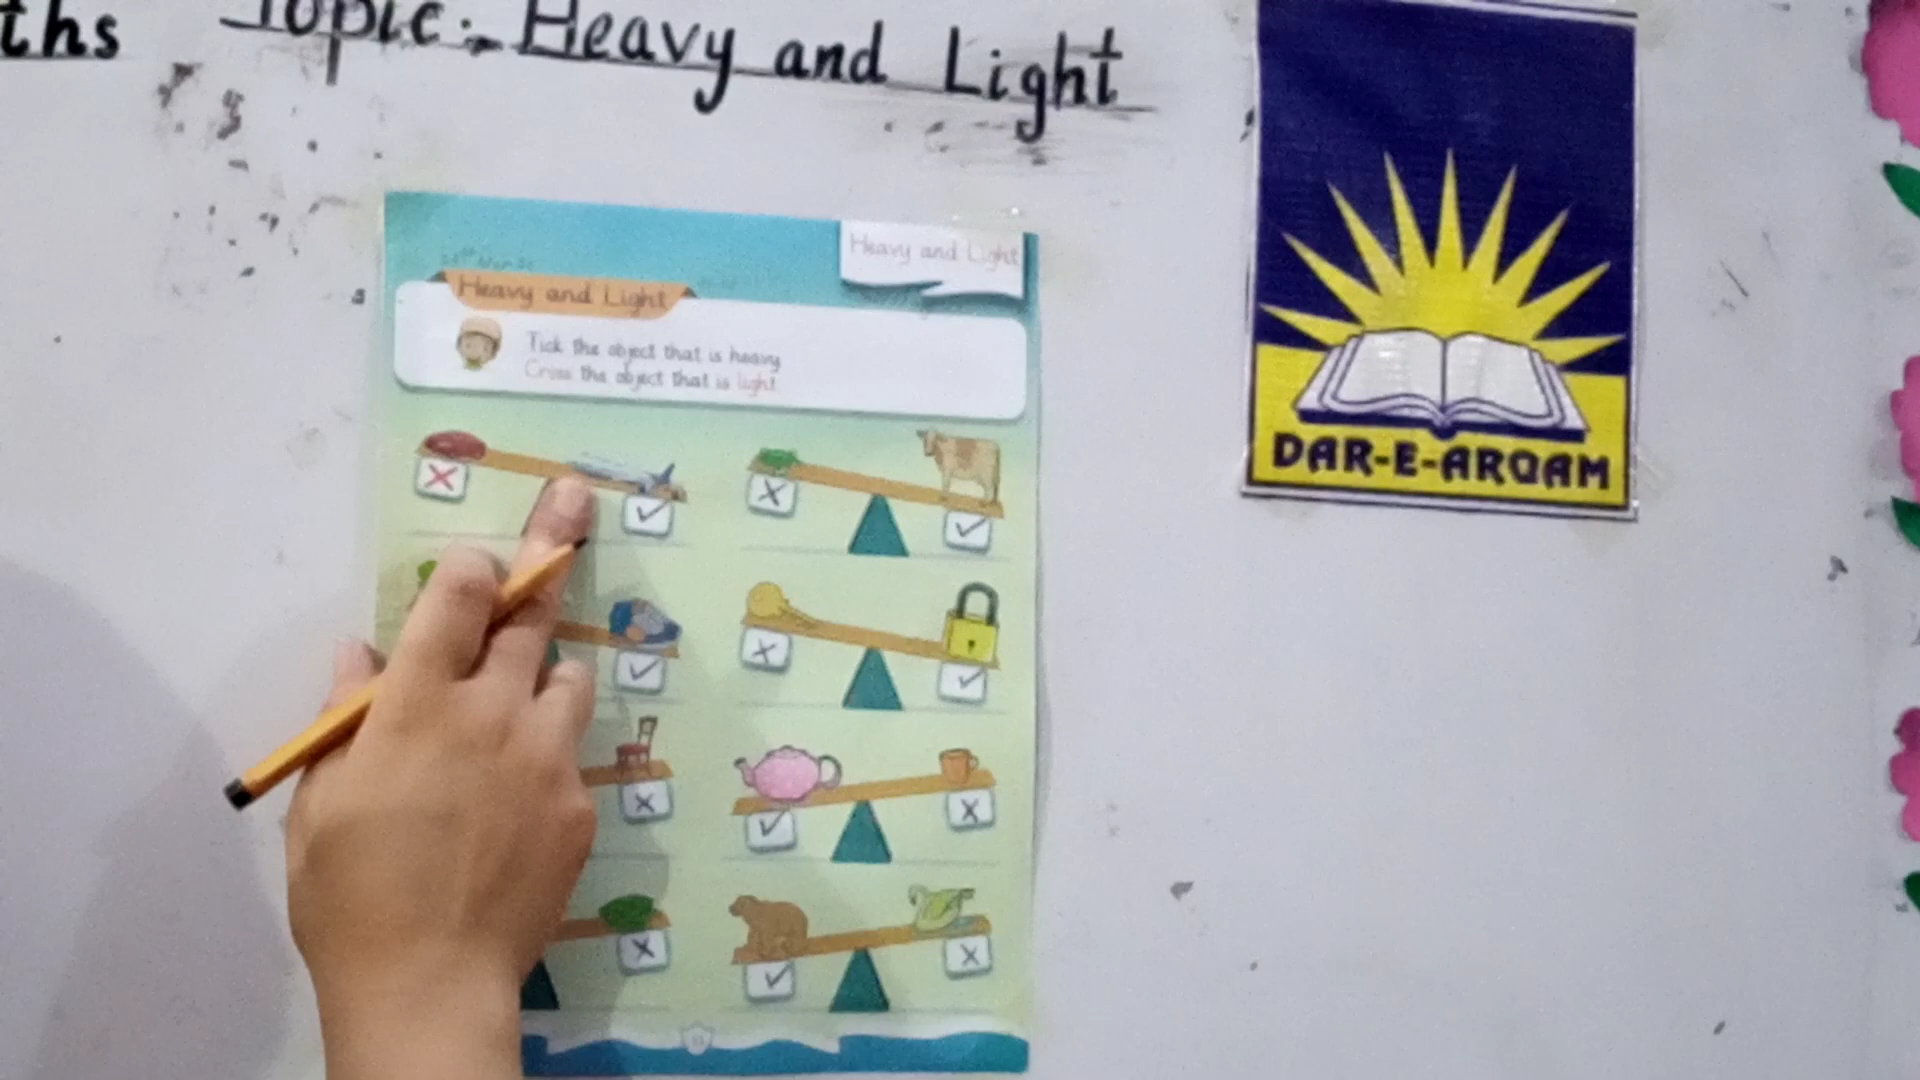 ths Topic:- Heavy and Light
Heavy and Light
Heavy and Light
Tick the object that is heavy
Cross the object that is light
DAR-E-ARQAM